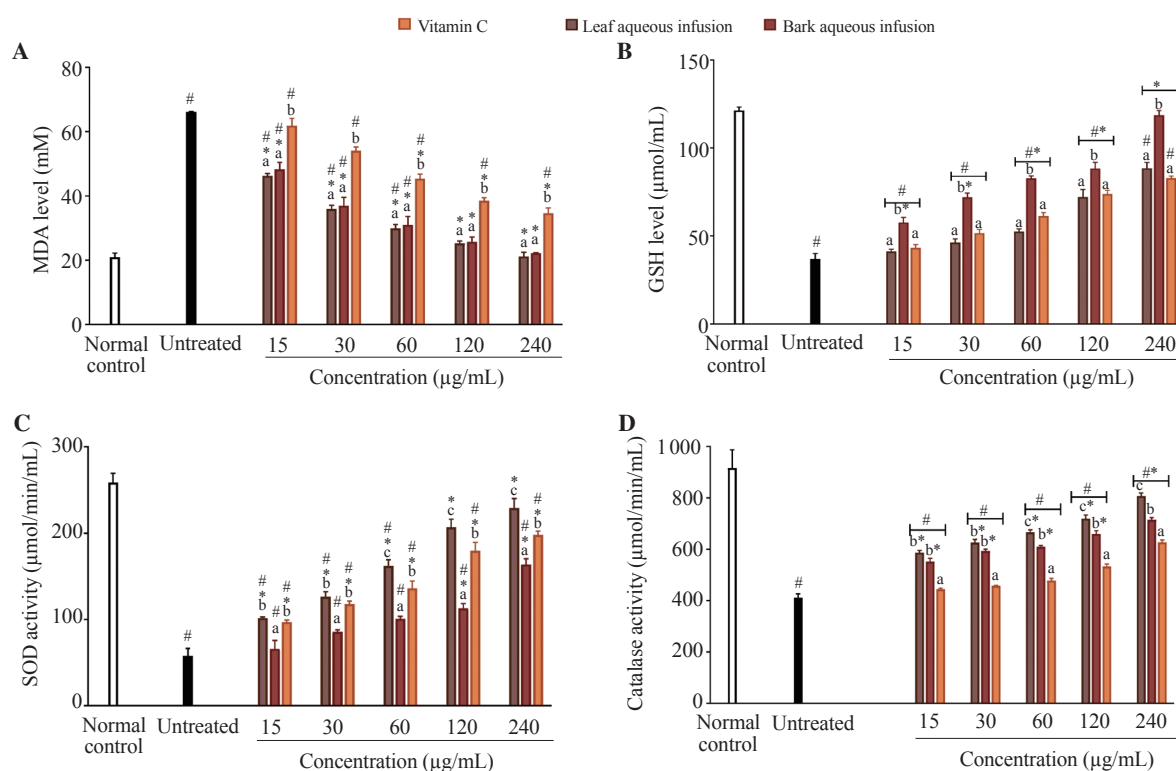 Vitamin C Leaf aqueous infusion Bark aqueous infusion
A
MDA level (mM)
80
60
40
20
0
#
# # #
* * b
a a
# # #
* * b
a a
# # #
* * *
a a b
* * #
a a *
b
* * #
a a *
b
Normal
control
Untreated
15 30 60 120 240
Concentration (µg/mL)
B
GSH level (µmol/mL)
150
100
50
0
#
#
a b* a
#
a b* a
#*
a b a
#*
a b a
*
# b #
a a
Normal
control
Untreated
15 30 60 120 240
Concentration (µg/mL)
C
SOD activity (µmol/min/mL)
300
200
100
0
#
# # #
* a *
b b
# # #
* a *
b b
# # #
* a *
c b
* # #
c * *
a b
* # #
c * *
a b
Normal
control
Untreated
15 30 60 120 240
Concentration (µg/mL)
D
Catalase activity (µmol/min/mL)
1 000
800
600
400
200
0
#
#
b* b* a
#
b* b* a
#
c* b* a
#
c* b* a
#*
c b a
Normal
control
Untreated
15 30 60 120 240
Concentration (µg/mL)